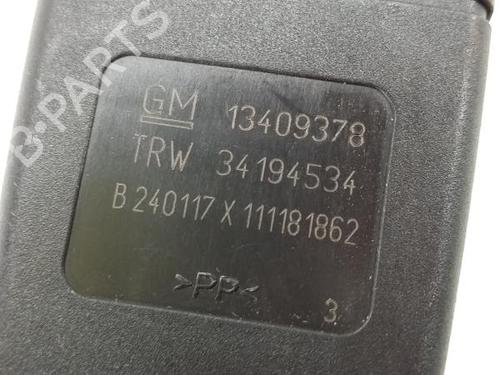 B-PARTS
GM 13409378
TRW 34194534
B 240117 X 111181862
>PP<
3